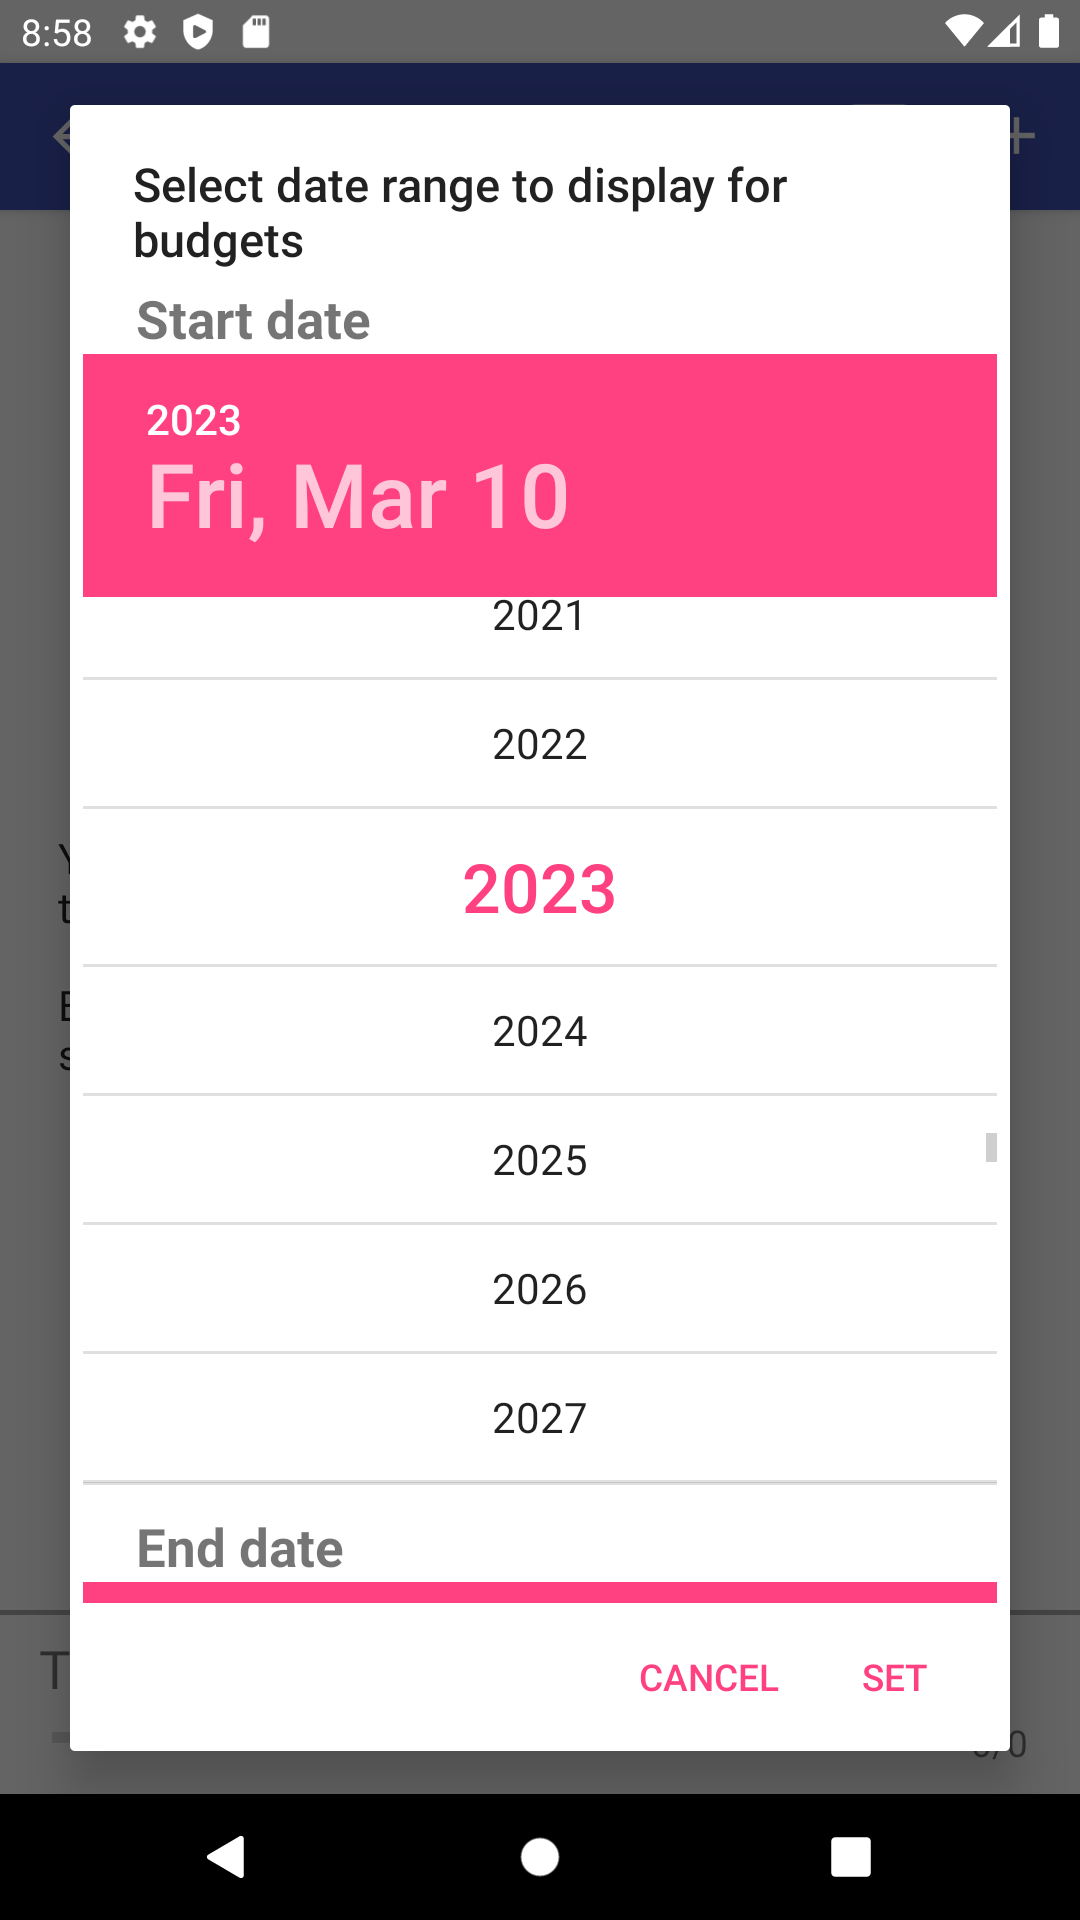 8:58
Select date range to display for
budgets
Start date
2023
Fri, Mar 10
2021
2022
2023
2024
2025
2026
2027
End date
CANCEL
SET